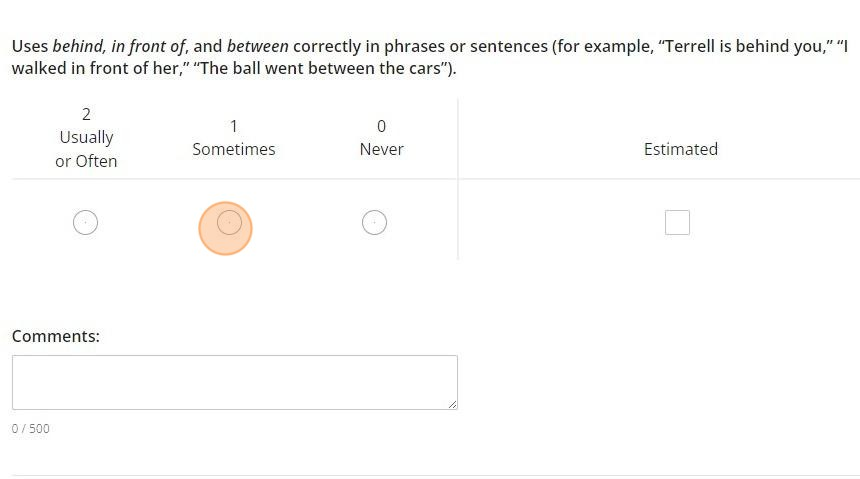 Uses behind, in front of, and between correctly in phrases or sentences (for example, “Terrell is behind you,” “I
walked in front of her,” “The ball went between the cars”).
2
Usually
or Often
1
Sometimes
0
Never
Estimated
Comments:
0 / 500